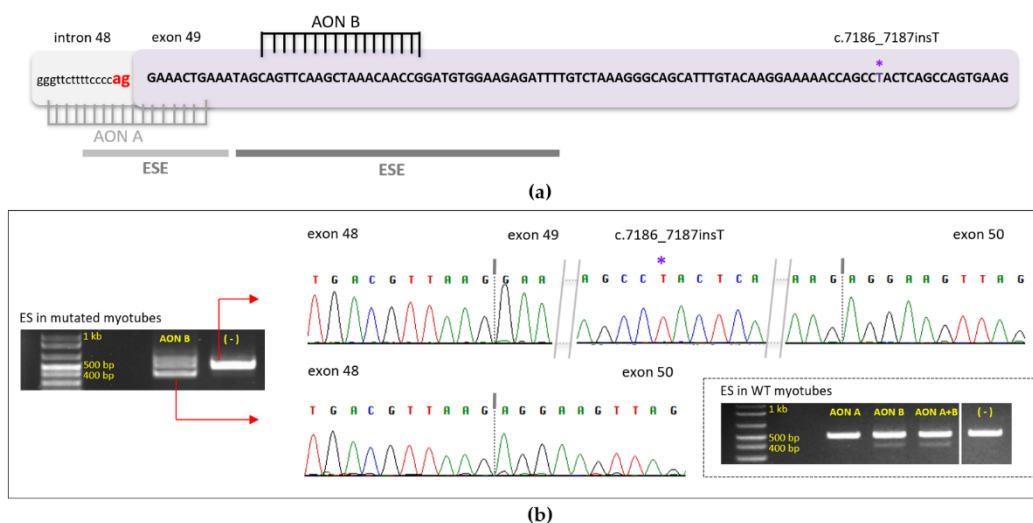 AON B
intron 48 exon 49 c.7186_7187insT
*
gggttcttttccccag GAAACTGAAATAGCAGTTCAAGCTAAACAACCGGATGTGGAAGAGATTTTGTCTAAAGGGCAGCATTTGTACAAGGAAAAACCAGCCTACTCAGCCAGTGAAG
AON A
ESE ESE
(a)
exon 48 exon 49 c.7186_7187insT exon 50
*
T G A C G T T A A G G A A A G C C T A C T C A A A G A G G A A G T T A G
ES in mutated myotubes
1 kb AON B (-)
500 bp
400 bp
exon 48 exon 50
T G A C G T T A A G A G G A A G T T A G
ES in WT myotubes
1 kb AON A AON B AON A+B (-)
500 bp
400 bp
(b)